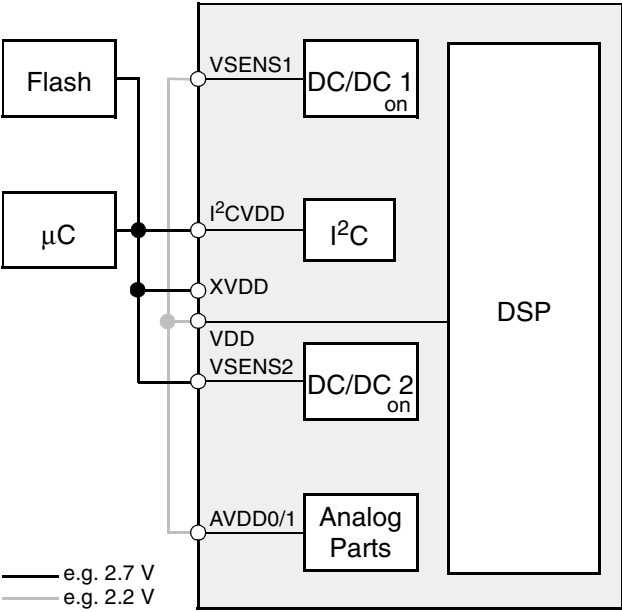 VSENS1
Flash
DC/DC 1
on
I²CVDD
μC
I²C
XVDD
DSP
VDD
VSENS2
DC/DC 2
on
AVDD0/1
Analog
Parts
e.g. 2.7 V
e.g. 2.2 V